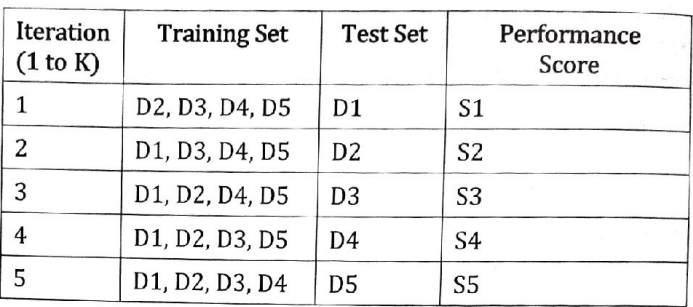 Iteration Training Set Test Set Performance
(1 to K) Score
1 D2, D3, D4, D5 D1 S1
2 D1, D3, D4, D5 D2 S2
3 D1, D2, D4, D5 D3 S3
4 D1, D2, D3, D5 D4 S4
5 D1, D2, D3, D4 D5 S5